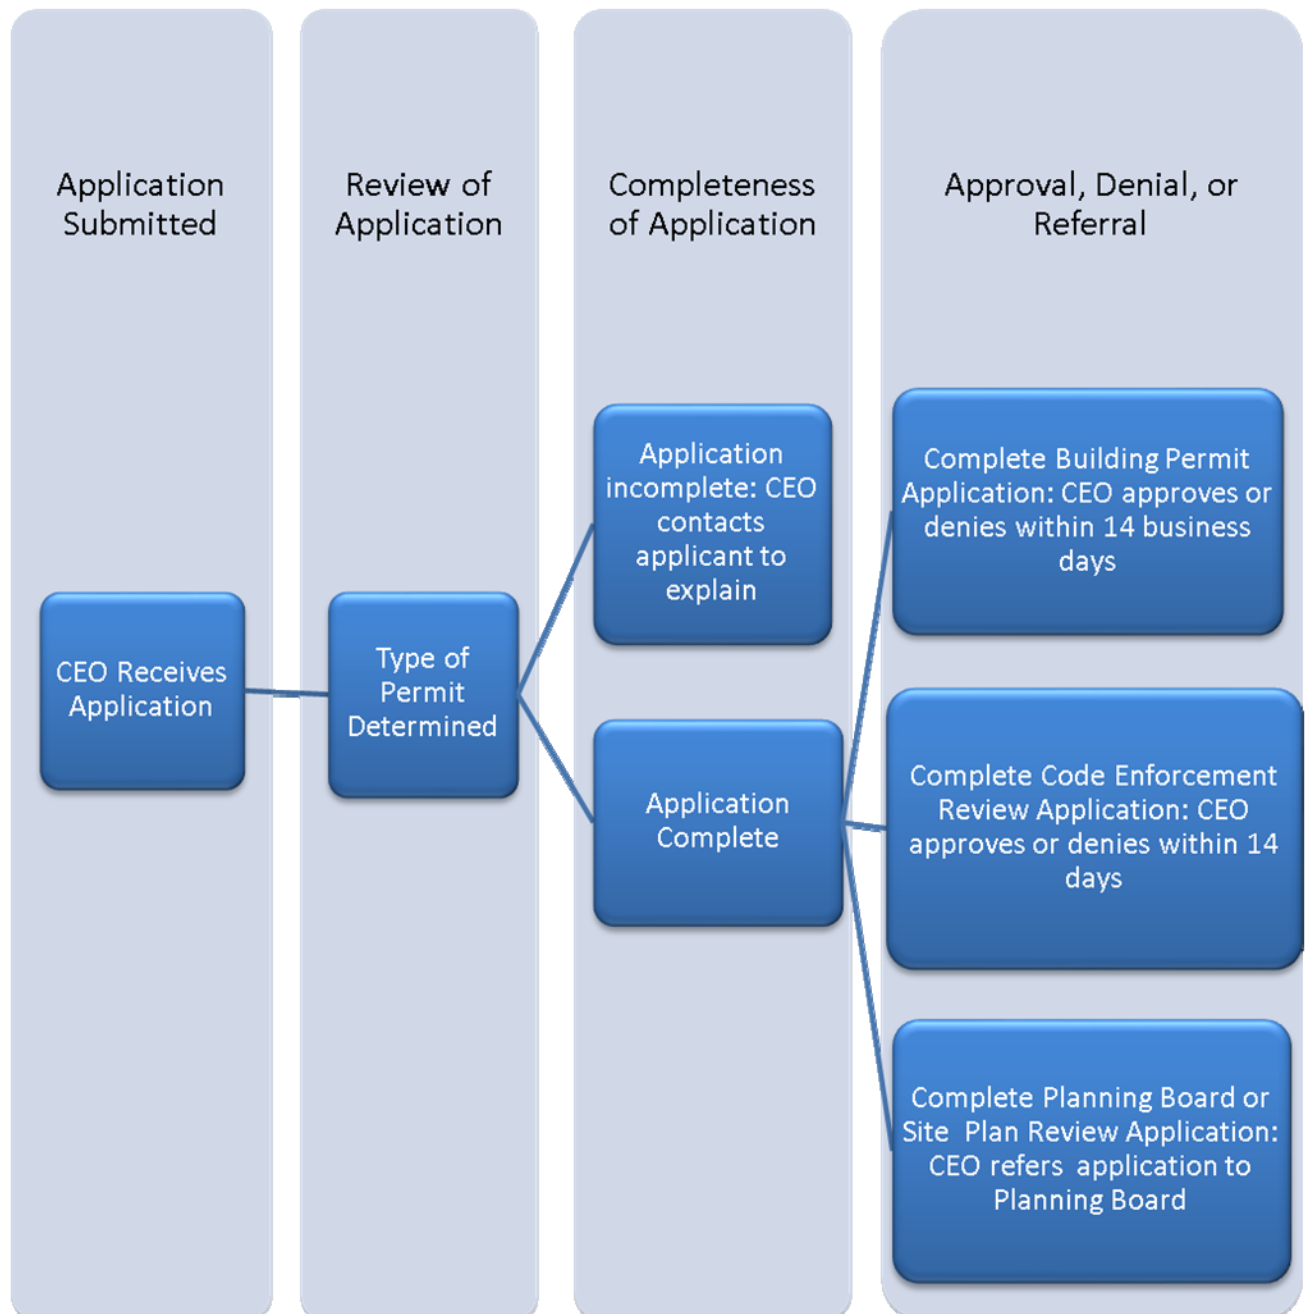 Application
Submitted
Review of
Application
Completeness
of Application
Approval, Denial, or
Referral
CEO Receives
Application
Type of
Permit
Determined
Application
incomplete: CEO
contacts
applicant to
explain
Application
Complete
Complete Building Permit
Application: CEO approves or
denies within 14 business
days
Complete Code Enforcement
Review Application: CEO
approves or denies within 14
days
Complete Planning Board or
Site Plan Review Application:
CEO refers application to
Planning Board